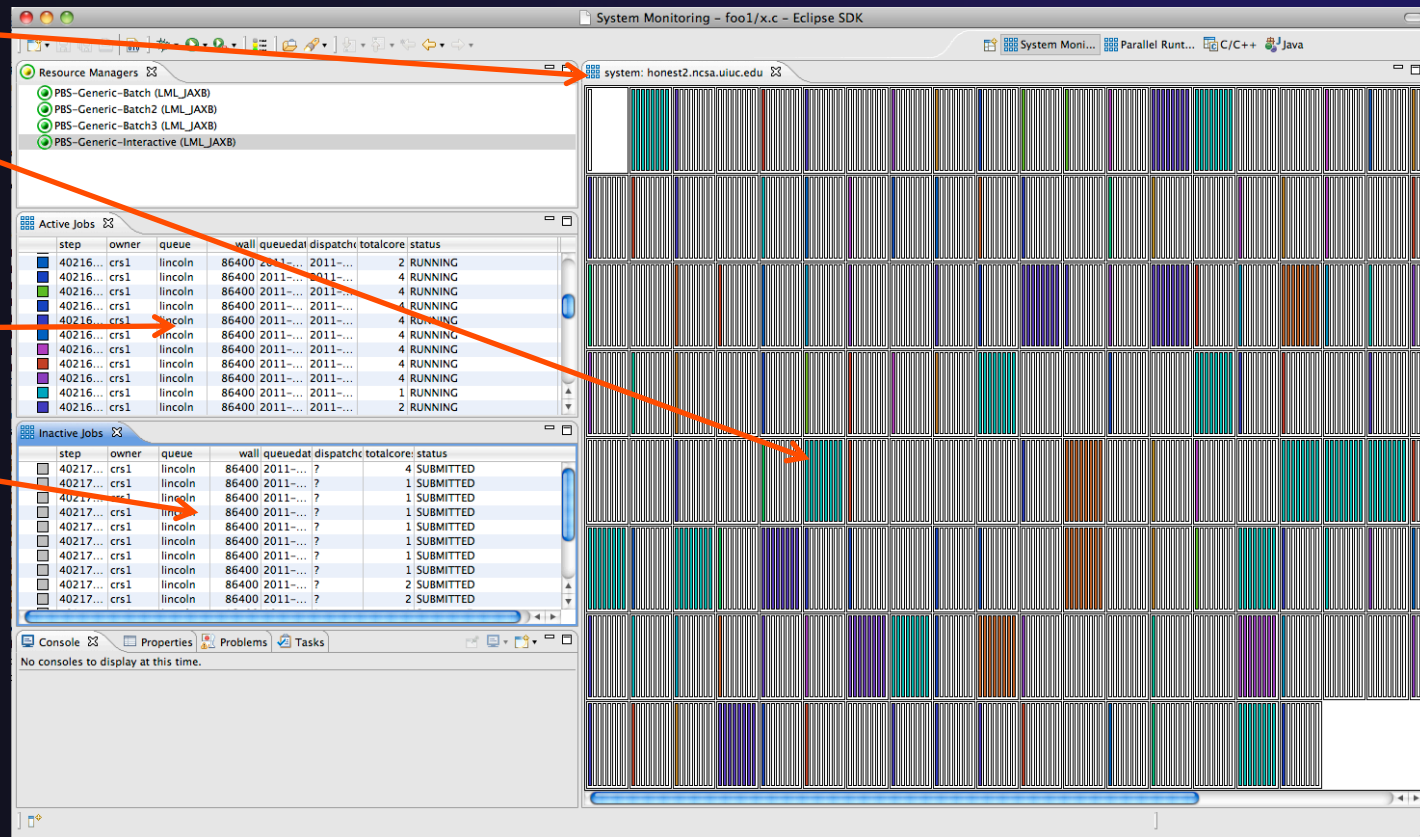 System Monitoring – foo1/x.c – Eclipse SDK
System Moni... Parallel Runt... C/C++ Java
Resource Managers
PBS-Generic-Batch (LML_JAXB)
PBS-Generic-Batch2 (LML_JAXB)
PBS-Generic-Batch3 (LML_JAXB)
PBS-Generic-Interactive (LML_JAXB)
Active Jobs
step owner queue wall queuedat dispatchc totalcore status
40216... crs1 lincoln 86400 2011-... 2011-... 2 RUNNING
40216... crs1 lincoln 86400 2011-... 2011-... 4 RUNNING
40216... crs1 lincoln 86400 2011-... 2011-... 4 RUNNING
40216... crs1 lincoln 86400 2011-... 2011-... 4 RUNNING
40216... crs1 lincoln 86400 2011-... 2011-... 4 RUNNING
40216... crs1 lincoln 86400 2011-... 2011-... 4 RUNNING
40216... crs1 lincoln 86400 2011-... 2011-... 4 RUNNING
40216... crs1 lincoln 86400 2011-... 2011-... 4 RUNNING
40216... crs1 lincoln 86400 2011-... 2011-... 4 RUNNING
40216... crs1 lincoln 86400 2011-... 2011-... 1 RUNNING
40216... crs1 lincoln 86400 2011-... 2011-... 2 RUNNING
Inactive Jobs
step owner queue wall queuedat dispatchc totalcore: status
40217... crs1 lincoln 86400 2011-... ? 4 SUBMITTED
40217... crs1 lincoln 86400 2011-... ? 1 SUBMITTED
40217... crs1 lincoln 86400 2011-... ? 1 SUBMITTED
40217... crs1 lincoln 86400 2011-... ? 1 SUBMITTED
40217... crs1 lincoln 86400 2011-... ? 1 SUBMITTED
40217... crs1 lincoln 86400 2011-... ? 1 SUBMITTED
40217... crs1 lincoln 86400 2011-... ? 1 SUBMITTED
40217... crs1 lincoln 86400 2011-... ? 1 SUBMITTED
40217... crs1 lincoln 86400 2011-... ? 2 SUBMITTED
40217... crs1 lincoln 86400 2011-... ? 2 SUBMITTED
Console Properties Problems Tasks
No consoles to display at this time.
system: honest2.ncsa.uiuc.edu